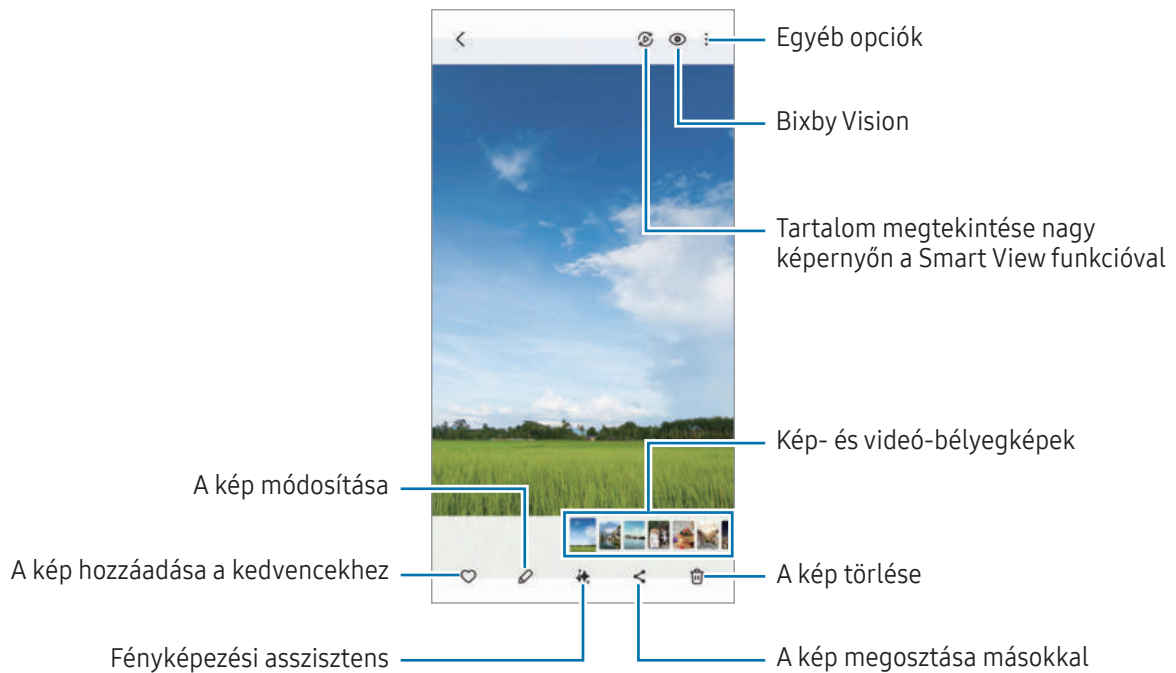 Egyéb opciók
Bixby Vision
Tartalom megtekintése nagy
képernyőn a Smart View funkcióval
Kép- és videó-bélyegképek
A kép módosítása
A kép hozzáadása a kedvencekhez
A kép törlése
Fényképezési asszisztens
A kép megosztása másokkal